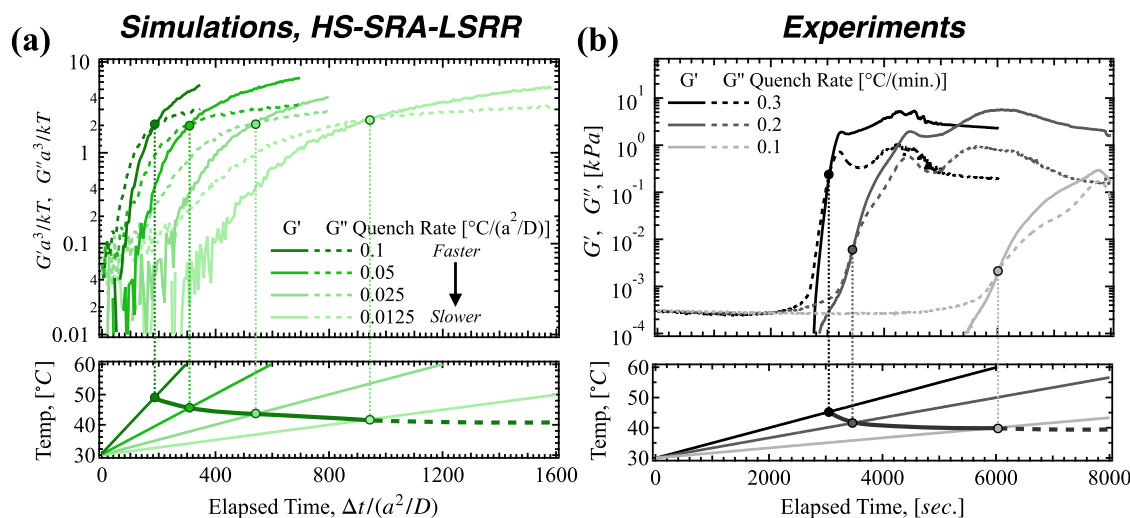 (a) Simulations, HS-SRA-LSRR
10
4
2
1
4
2
0.1
4
2
0.01
G'a³/kT, G''a³/kT
G' G'' Quench Rate [°C/(a²/D)]
0.1 Faster
0.05
0.025
0.0125 Slower
60
50
40
30
Temp, [°C]
0 400 800 1200 1600
Elapsed Time, Δt/(a²/D)
(b) Experiments
10⁵
10²
10¹
10⁰
10⁻¹
10⁻²
10⁻³
10⁻⁴
G', G'', [kPa]
G' G'' Quench Rate [°C/(min.)]
0.3
0.2
0.1
60
50
40
30
Temp, [°C]
0 2000 4000 6000 8000
Elapsed Time, [sec.]